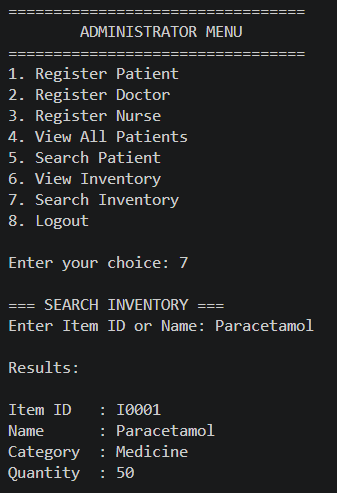 =================================
ADMINISTRATOR MENU
=================================
1. Register Patient
2. Register Doctor
3. Register Nurse
4. View All Patients
5. Search Patient
6. View Inventory
7. Search Inventory
8. Logout
Enter your choice: 7
=== SEARCH INVENTORY ===
Enter Item ID or Name: Paracetamol
Results:
Item ID   : I0001
Name      : Paracetamol
Category  : Medicine
Quantity  : 50